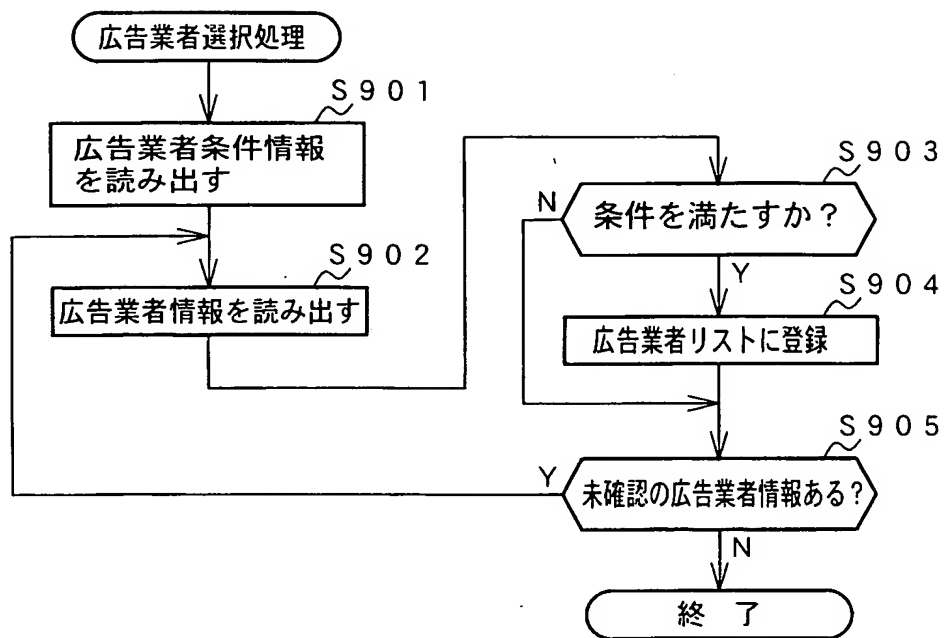 広告業者選択処理
S901
広告業者条件情報
を読み出す
S902
広告業者情報を読み出す
S903
条件を満たすか?
N
Y
S904
広告業者リストに登録
S905
未確認の広告業者情報ある?
Y
N
終 了